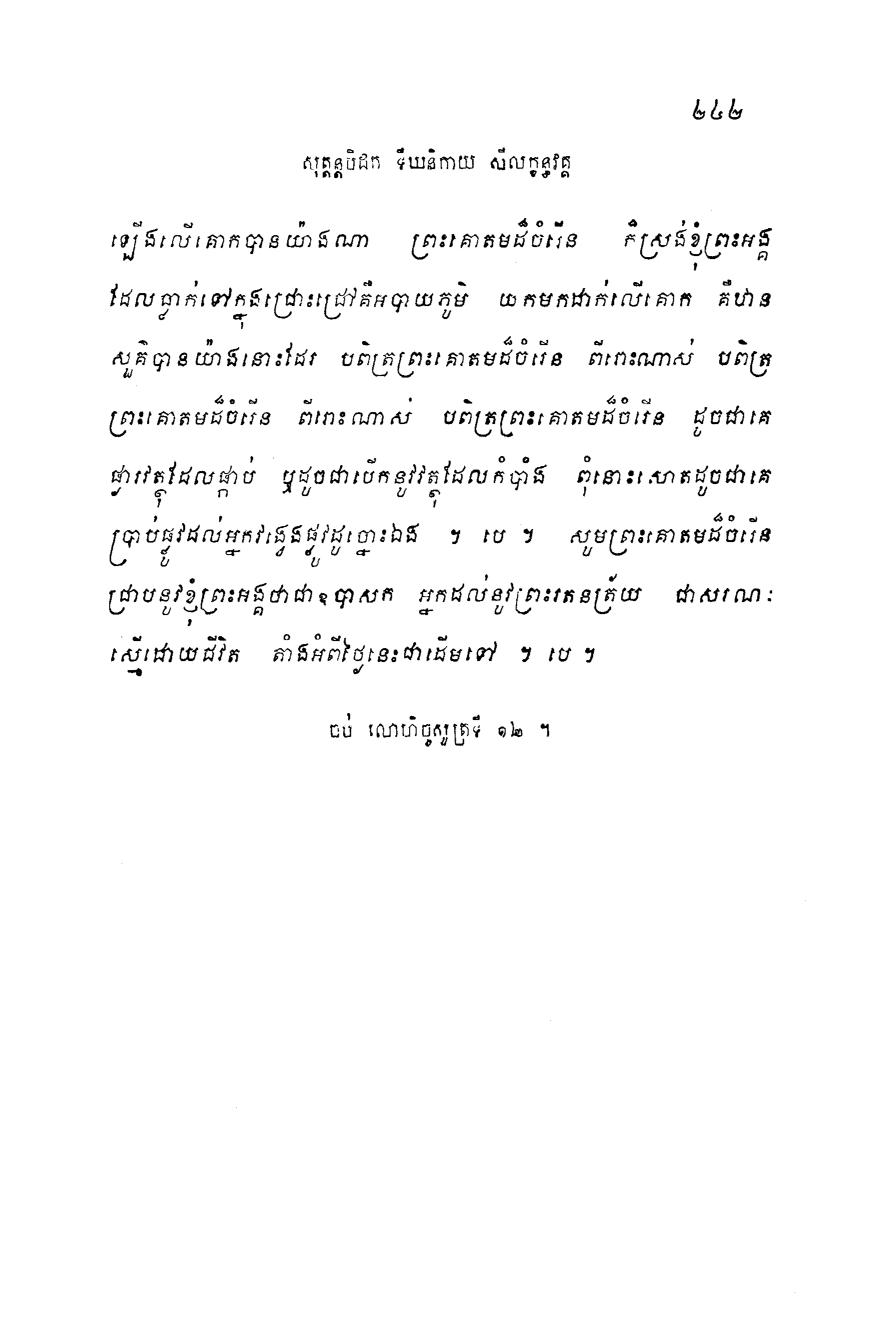 ២៤២
សុត្តន្តបិដក ទីឃនិកាយ សីលក្ខន្ធវគ្គ
ឡើងលើគោកបានយ៉ាងណា ព្រះគោតមដ៏ចំរើន ក៏ស្រង់ខ្ញុំព្រះអង្គ
ដែលធ្លាក់ទៅក្នុងជ្រោះជ្រៅគឺអបាយភូមិ យកមកដាក់លើគោក គឺឋាន
សួគ៌បានយ៉ាងនោះដែរ បពិត្រព្រះគោតមដ៏ចំរើន ពីរោះណាស់ បពិត្រ
ព្រះគោតមដ៏ចំរើន ពីរោះណាស់ បពិត្រព្រះគោតមដ៏ចំរើន ដូចជាគេ
ផ្ងារវត្ថុដែលផ្កាប់ ឬដូចជាបើកនូវវត្ថុដែលកំបាំង ពុំនោះសោតដូចជាគេ
ប្រាប់ផ្លូវដល់អ្នកវង្វេងផ្លូវដូច្នោះឯង ។ បេ ។ សូមព្រះគោតមដ៏ចំរើន
ជ្រាបនូវខ្ញុំព្រះអង្គថាជាឧបាសក អ្នកដល់នូវព្រះរតនត្រ័យ ជាសរណៈ
ស្មើដោយជីវិត តាំងអំពីថ្ងៃនេះជាដើមទៅ ។ បេ ។
ចប់ លោហិច្ចសូត្រទី ១២ ។